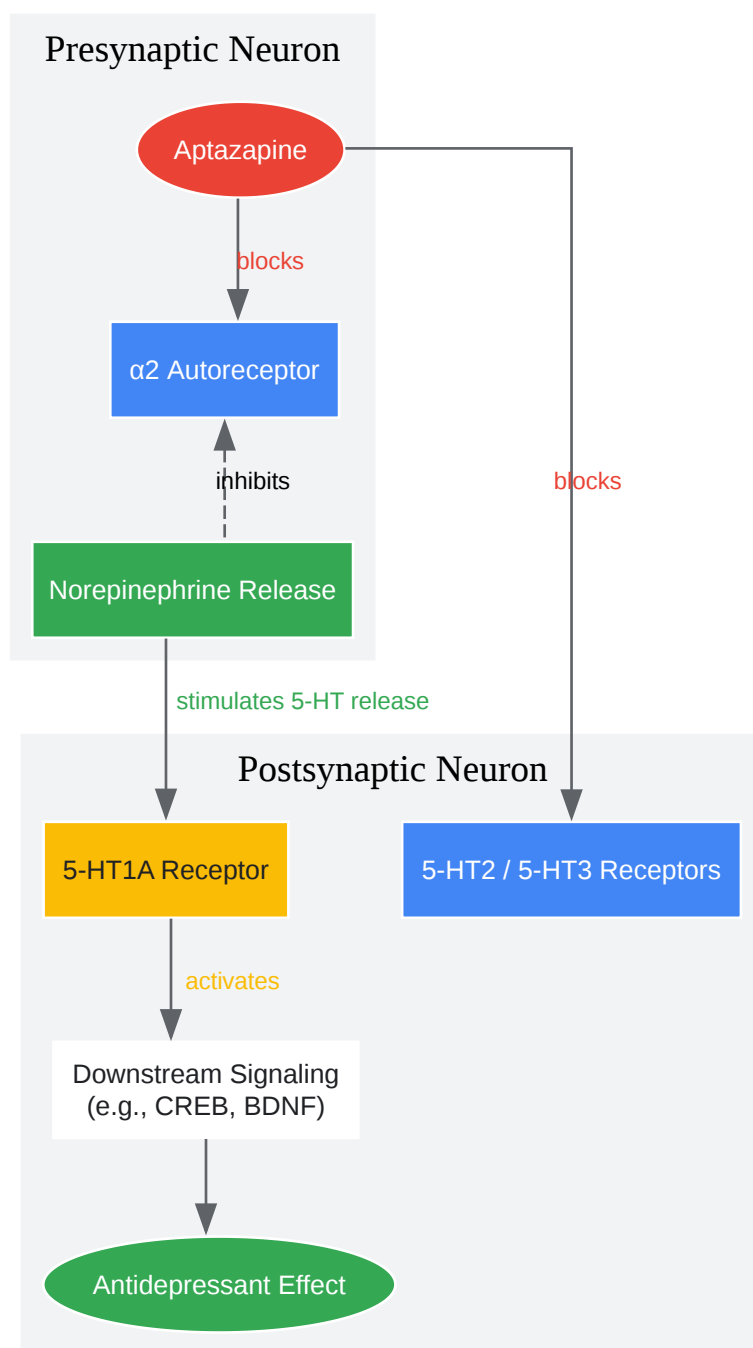 Presynaptic Neuron
Aptazapine
blocks
α2 Autoreceptor
inhibits
blocks
Norepinephrine Release
stimulates 5-HT release
Postsynaptic Neuron
5-HT1A Receptor
5-HT2 / 5-HT3 Receptors
activates
Downstream Signaling
(e.g., CREB, BDNF)
Antidepressant Effect